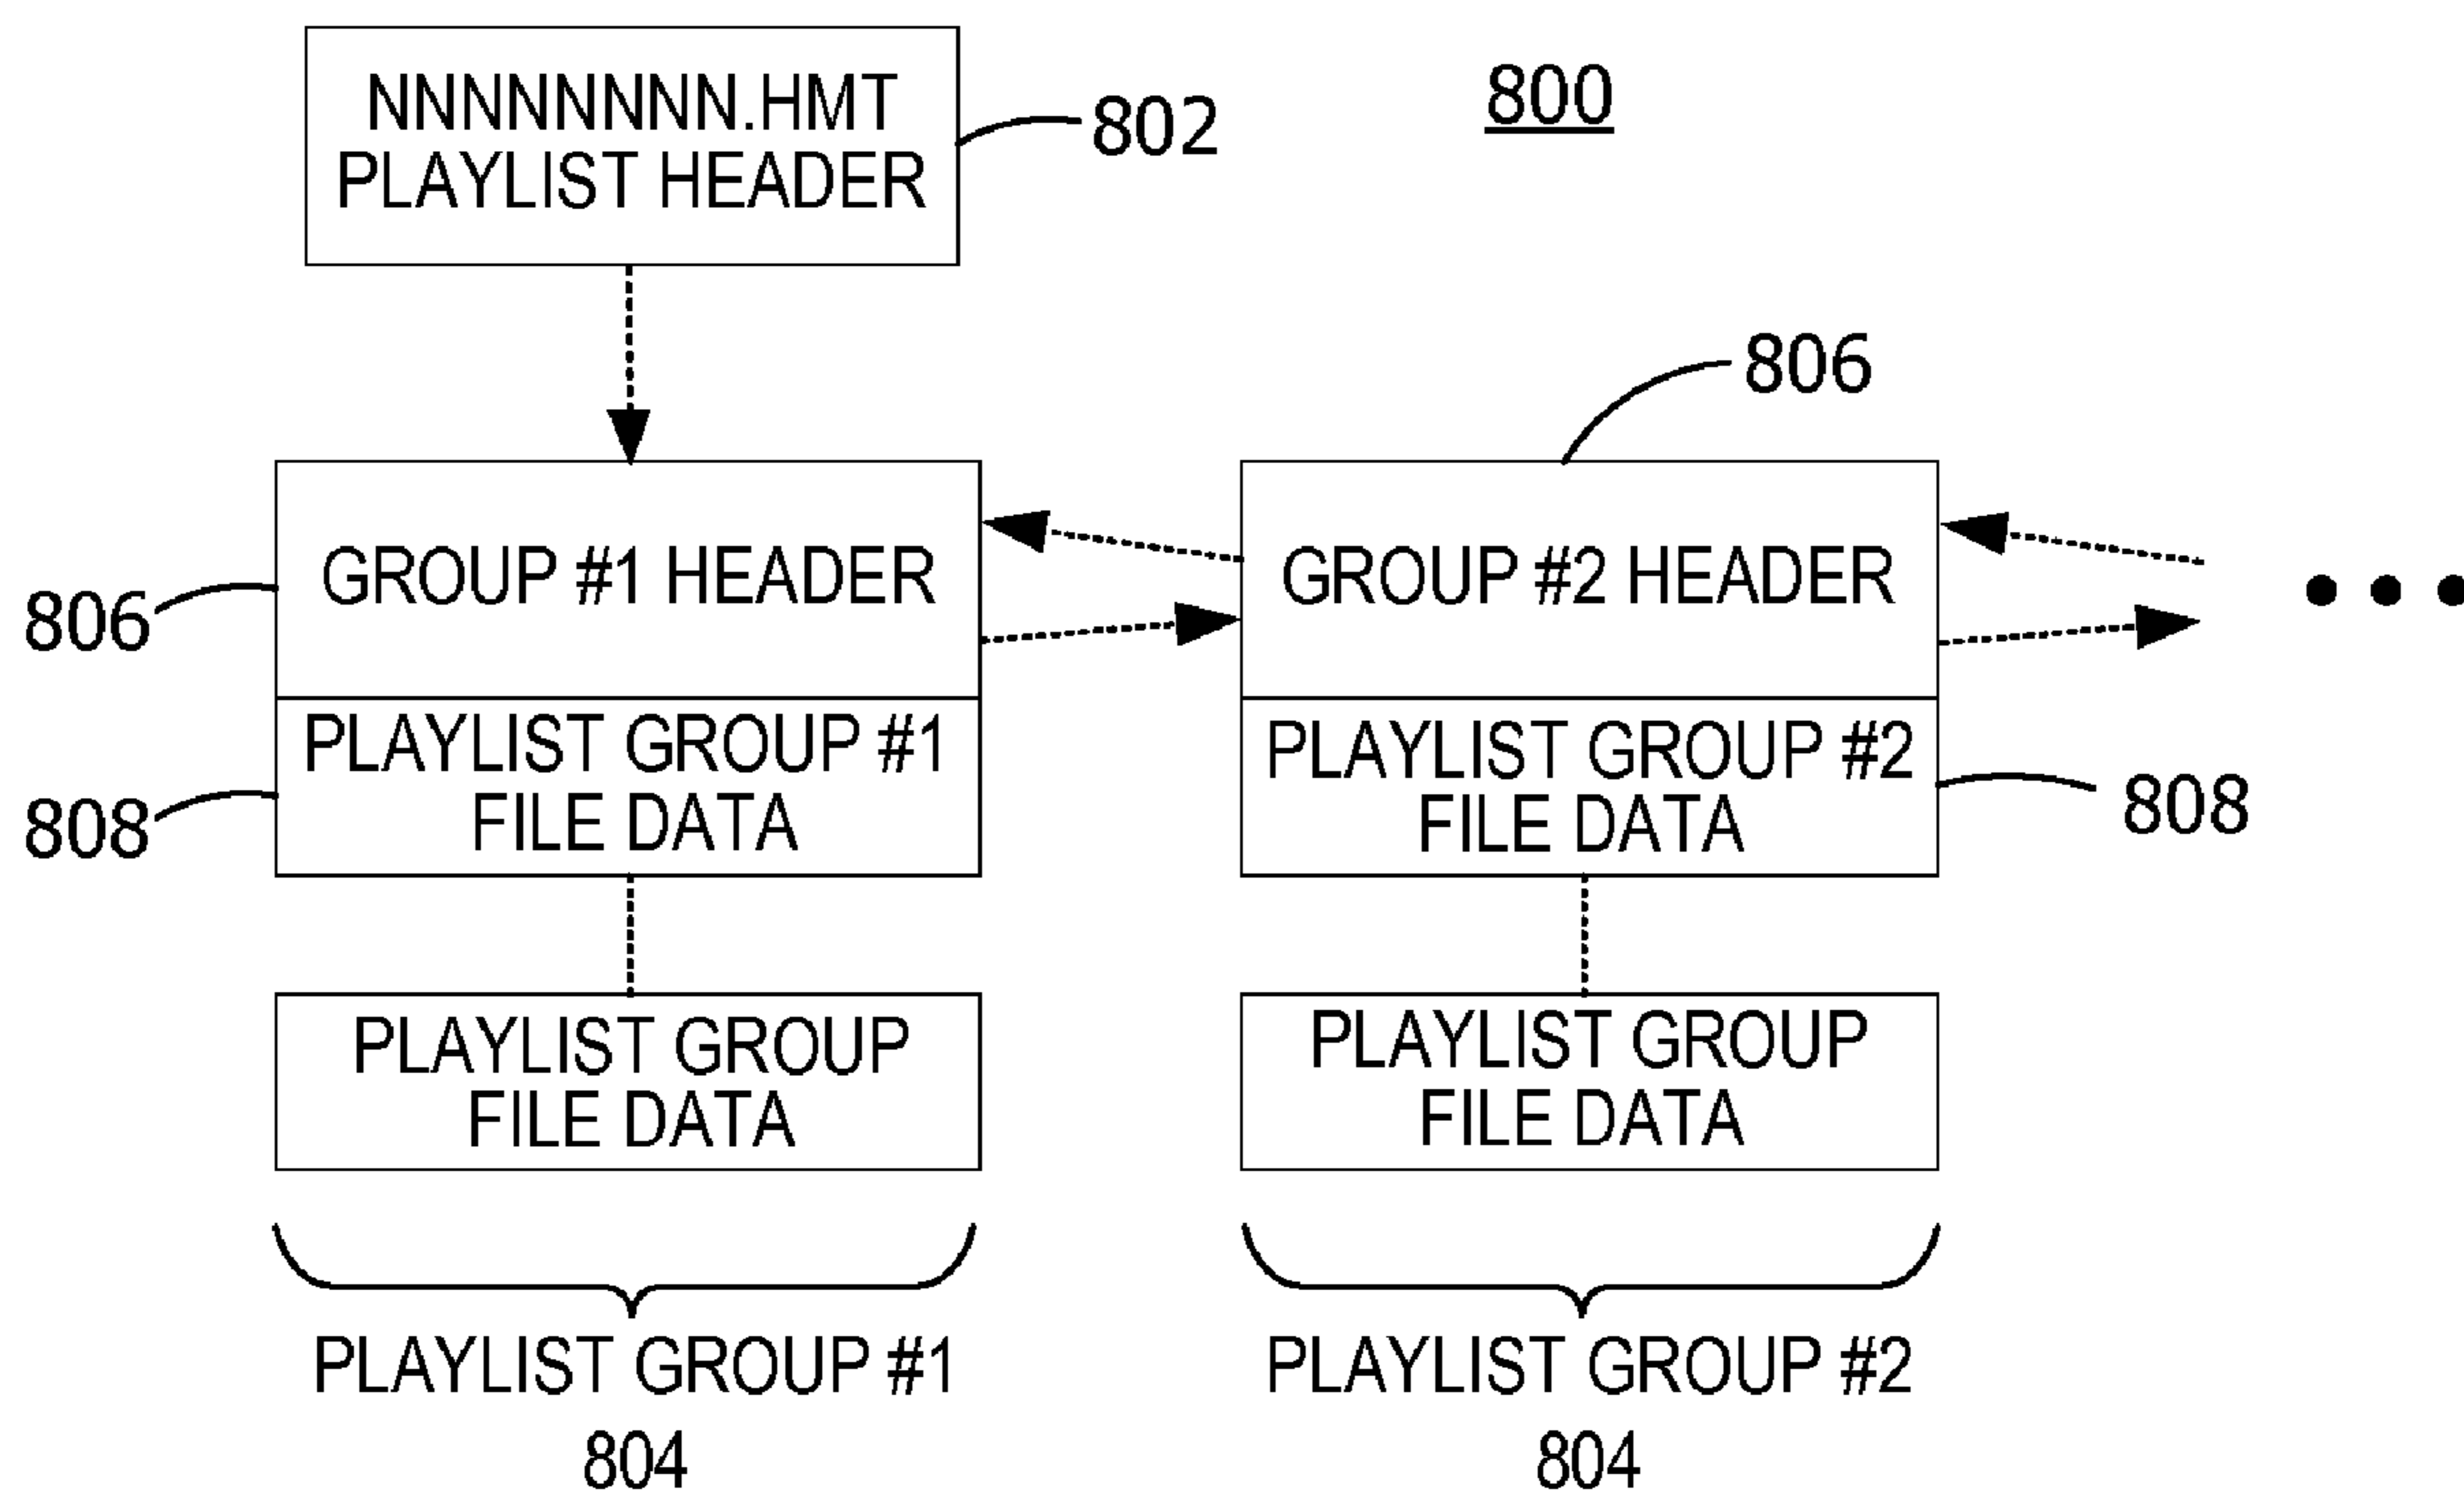 NNNNNNNN.HMT
PLAYLIST HEADER
802
800
806
GROUP #1 HEADER
GROUP #2 HEADER
806
PLAYLIST GROUP #1
FILE DATA
808
PLAYLIST GROUP #2
FILE DATA
808
PLAYLIST GROUP
FILE DATA
PLAYLIST GROUP
FILE DATA
PLAYLIST GROUP #1
804
PLAYLIST GROUP #2
804